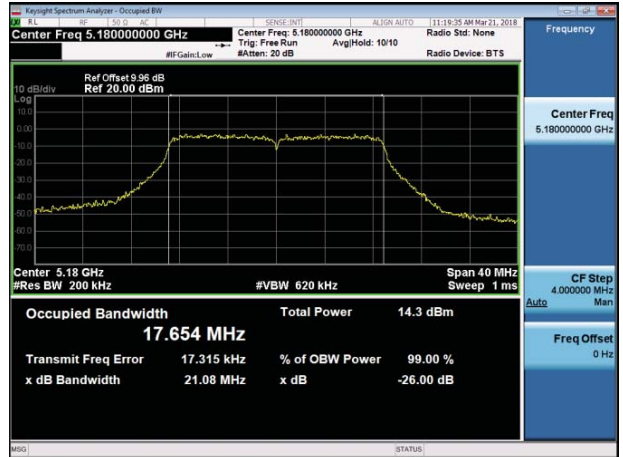 Keysight Spectrum Analyzer - Occupied BW
RL RF 50 Ω AC SENSE:INT ALIGN AUTO 11:19:35 AM Mar 21, 2018
Center Freq 5.180000000 GHz Center Freq: 5.180000000 GHz Radio Std: None
Trig: Free Run Avg|Hold: 10/10
#IFGain:Low #Atten: 20 dB Radio Device: BTS
Frequency
Ref Offset 9.96 dB
10 dB/div Ref 20.00 dBm
Log
10.0
0.00
-10.0
-20.0
-30.0
-40.0
-50.0
-60.0
-70.0
Center 5.18 GHz Span 40 MHz
#Res BW 200 kHz #VBW 620 kHz Sweep 1 ms
Occupied Bandwidth Total Power 14.3 dBm
17.654 MHz
Transmit Freq Error 17.315 kHz % of OBW Power 99.00 %
x dB Bandwidth 21.08 MHz x dB -26.00 dB
Center Freq
5.180000000 GHz
CF Step
4.000000 MHz
Auto Man
Freq Offset
0 Hz
MSG STATUS